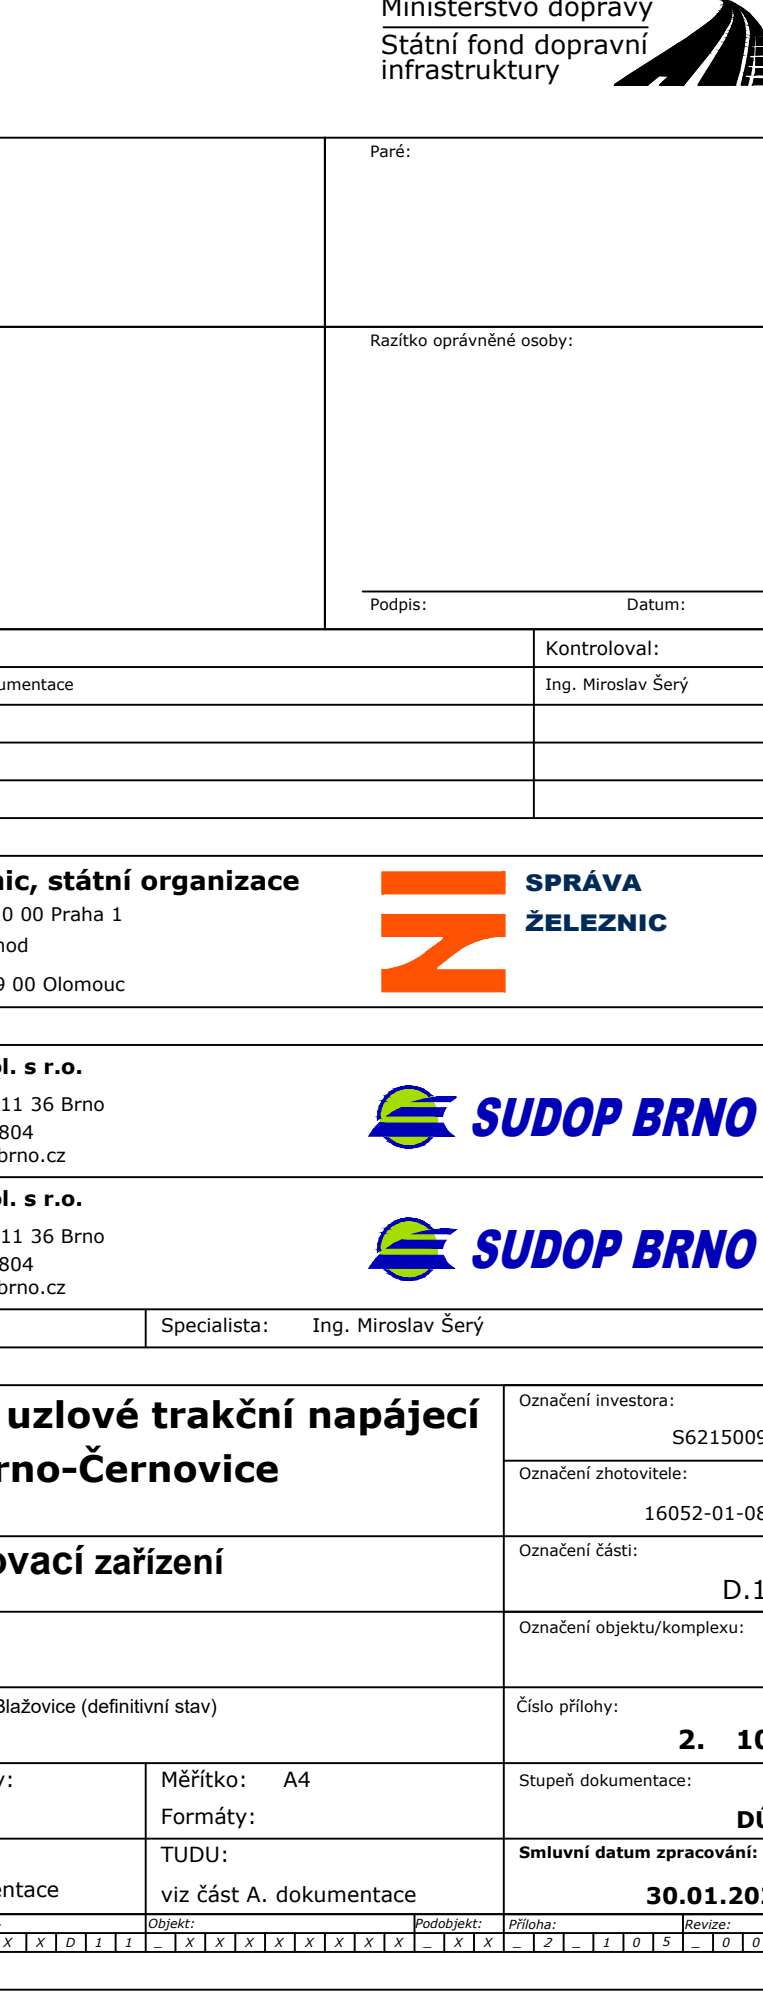 Ministerstvo dopravy
Státní fond dopravní
infrastruktury
Paré:
Razítko oprávněné osoby:
Podpis: Datum:
Kontroloval:
umentace Ing. Miroslav Šerý
nic, státní organizace
0 00 Praha 1
hod
9 00 Olomouc
SPRÁVA
ŽELEZNIC
ol. s r.o.
11 36 Brno
804
brno.cz
SUDOP BRNO
ol. s r.o.
11 36 Brno
804
brno.cz
SUDOP BRNO
Specialista: Ing. Miroslav Šerý
uzlové trakční napájecí
rno-Černovice
Označení investora:
S6215009
Označení zhotovitele:
16052-01-08
ovací zařízení
Označení části:
D.1
Označení objektu/komplexu:
Blažovice (definitivní stav)
Číslo přílohy:
2. 10
y:
Měřítko: A4
Formáty:
Stupeň dokumentace:
DÚ
TUDU:
entace
viz část A. dokumentace
Smluvní datum zpracování:
30.01.202
Objekt: Podobjekt: Příloha: Revize:
X X D 1 1 _ X X X X X X X X _ X X _ 2 _ 1 0 5 _ 0 0